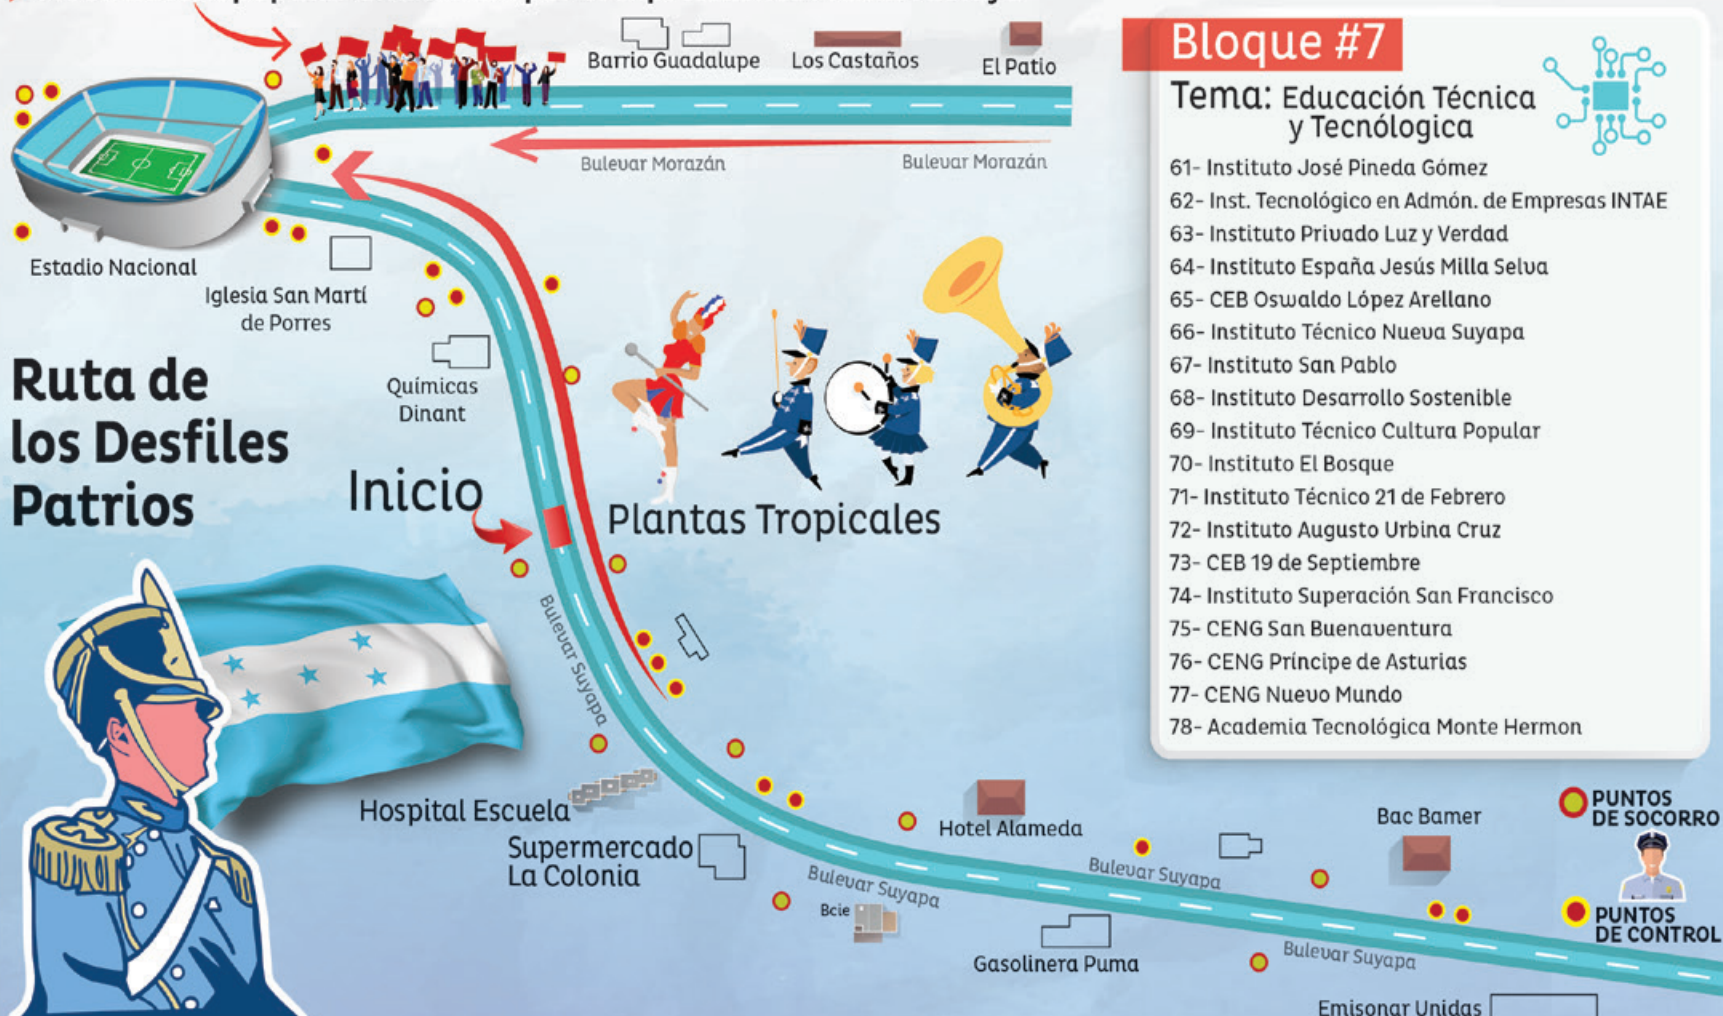 Barrio Guadalupe
Los Castaños
El Patio
Bulevar Morazán
Bulevar Morazán
Estadio Nacional
Iglesia San Martí
de Porres
Químicas
Dinant
Ruta de
los Desfiles
Patrios
Inicio
Plantas Tropicales
Bulevar Suyapa
Hospital Escuela
Supermercado
La Colonia
Hotel Alameda
Bulevar Suyapa
Bcie
Bulevar Suyapa
Gasolinera Puma
Bulevar Suyapa
Bac Bamer
Emisonar Unidas
Bloque #7
Tema: Educación Técnica
y Tecnólogica
61- Instituto José Pineda Gómez
62- Inst. Tecnológico en Admón. de Empresas INTAE
63- Instituto Privado Luz y Verdad
64- Instituto España Jesús Milla Selva
65- CEB Oswaldo López Arellano
66- Instituto Técnico Nueva Suyapa
67- Instituto San Pablo
68- Instituto Desarrollo Sostenible
69- Instituto Técnico Cultura Popular
70- Instituto El Bosque
71- Instituto Técnico 21 de Febrero
72- Instituto Augusto Urbina Cruz
73- CEB 19 de Septiembre
74- Instituto Superación San Francisco
75- CENG San Buenaventura
76- CENG Príncipe de Asturias
77- CENG Nuevo Mundo
78- Academia Tecnológica Monte Hermon
PUNTOS
DE SOCORRO
PUNTOS
DE CONTROL